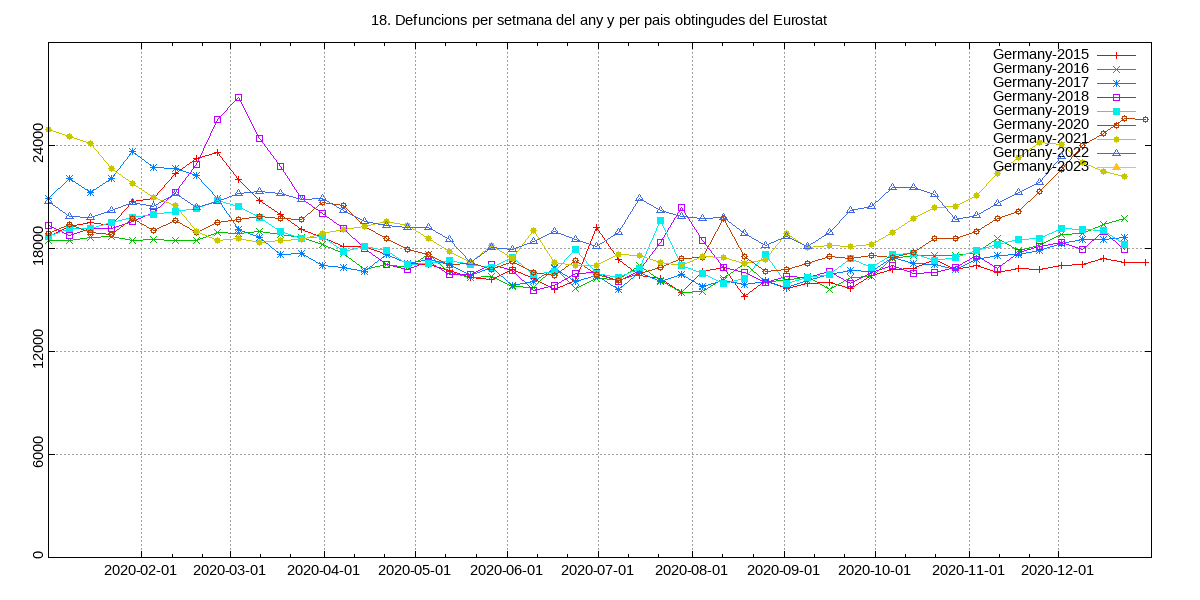 18. Defuncions per setmana del any y per pais obtingudes del Eurostat
Germany-2015
Germany-2016
Germany-2017
Germany-2018
Germany-2019
Germany-2020
Germany-2021
Germany-2022
Germany-2023
24000
18000
12000
6000
0
2020-02-01 2020-03-01 2020-04-01 2020-05-01 2020-06-01 2020-07-01 2020-08-01 2020-09-01 2020-10-01 2020-11-01 2020-12-01